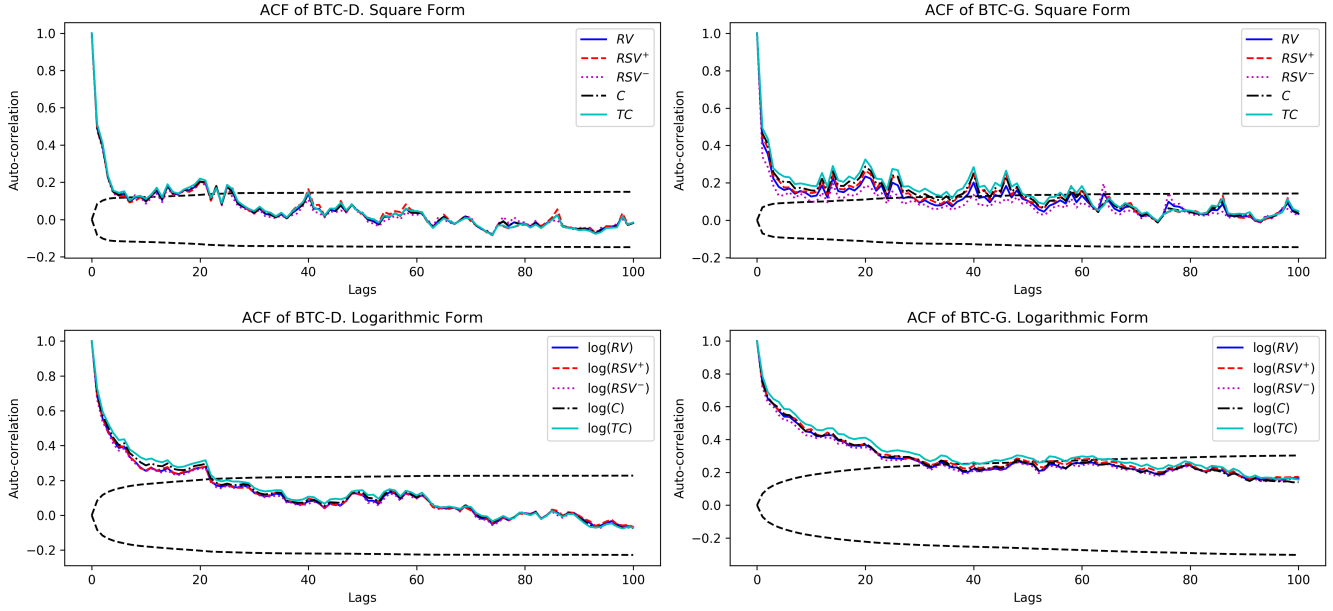 ACF of BTC-D. Square Form
1.0
0.8
0.6
0.4
0.2
0.0
−0.2
Auto-correlation
0
20
40
60
80
100
Lags
RV
RSV⁺
RSV⁻
C
TC
ACF of BTC-G. Square Form
1.0
0.8
0.6
0.4
0.2
0.0
−0.2
Auto-correlation
0
20
40
60
80
100
Lags
RV
RSV⁺
RSV⁻
C
TC
ACF of BTC-D. Logarithmic Form
1.0
0.8
0.6
0.4
0.2
0.0
−0.2
Auto-correlation
0
20
40
60
80
100
Lags
log(RV)
log(RSV⁺)
log(RSV⁻)
log(C)
log(TC)
ACF of BTC-G. Logarithmic Form
1.0
0.8
0.6
0.4
0.2
0.0
−0.2
Auto-correlation
0
20
40
60
80
100
Lags
log(RV)
log(RSV⁺)
log(RSV⁻)
log(C)
log(TC)